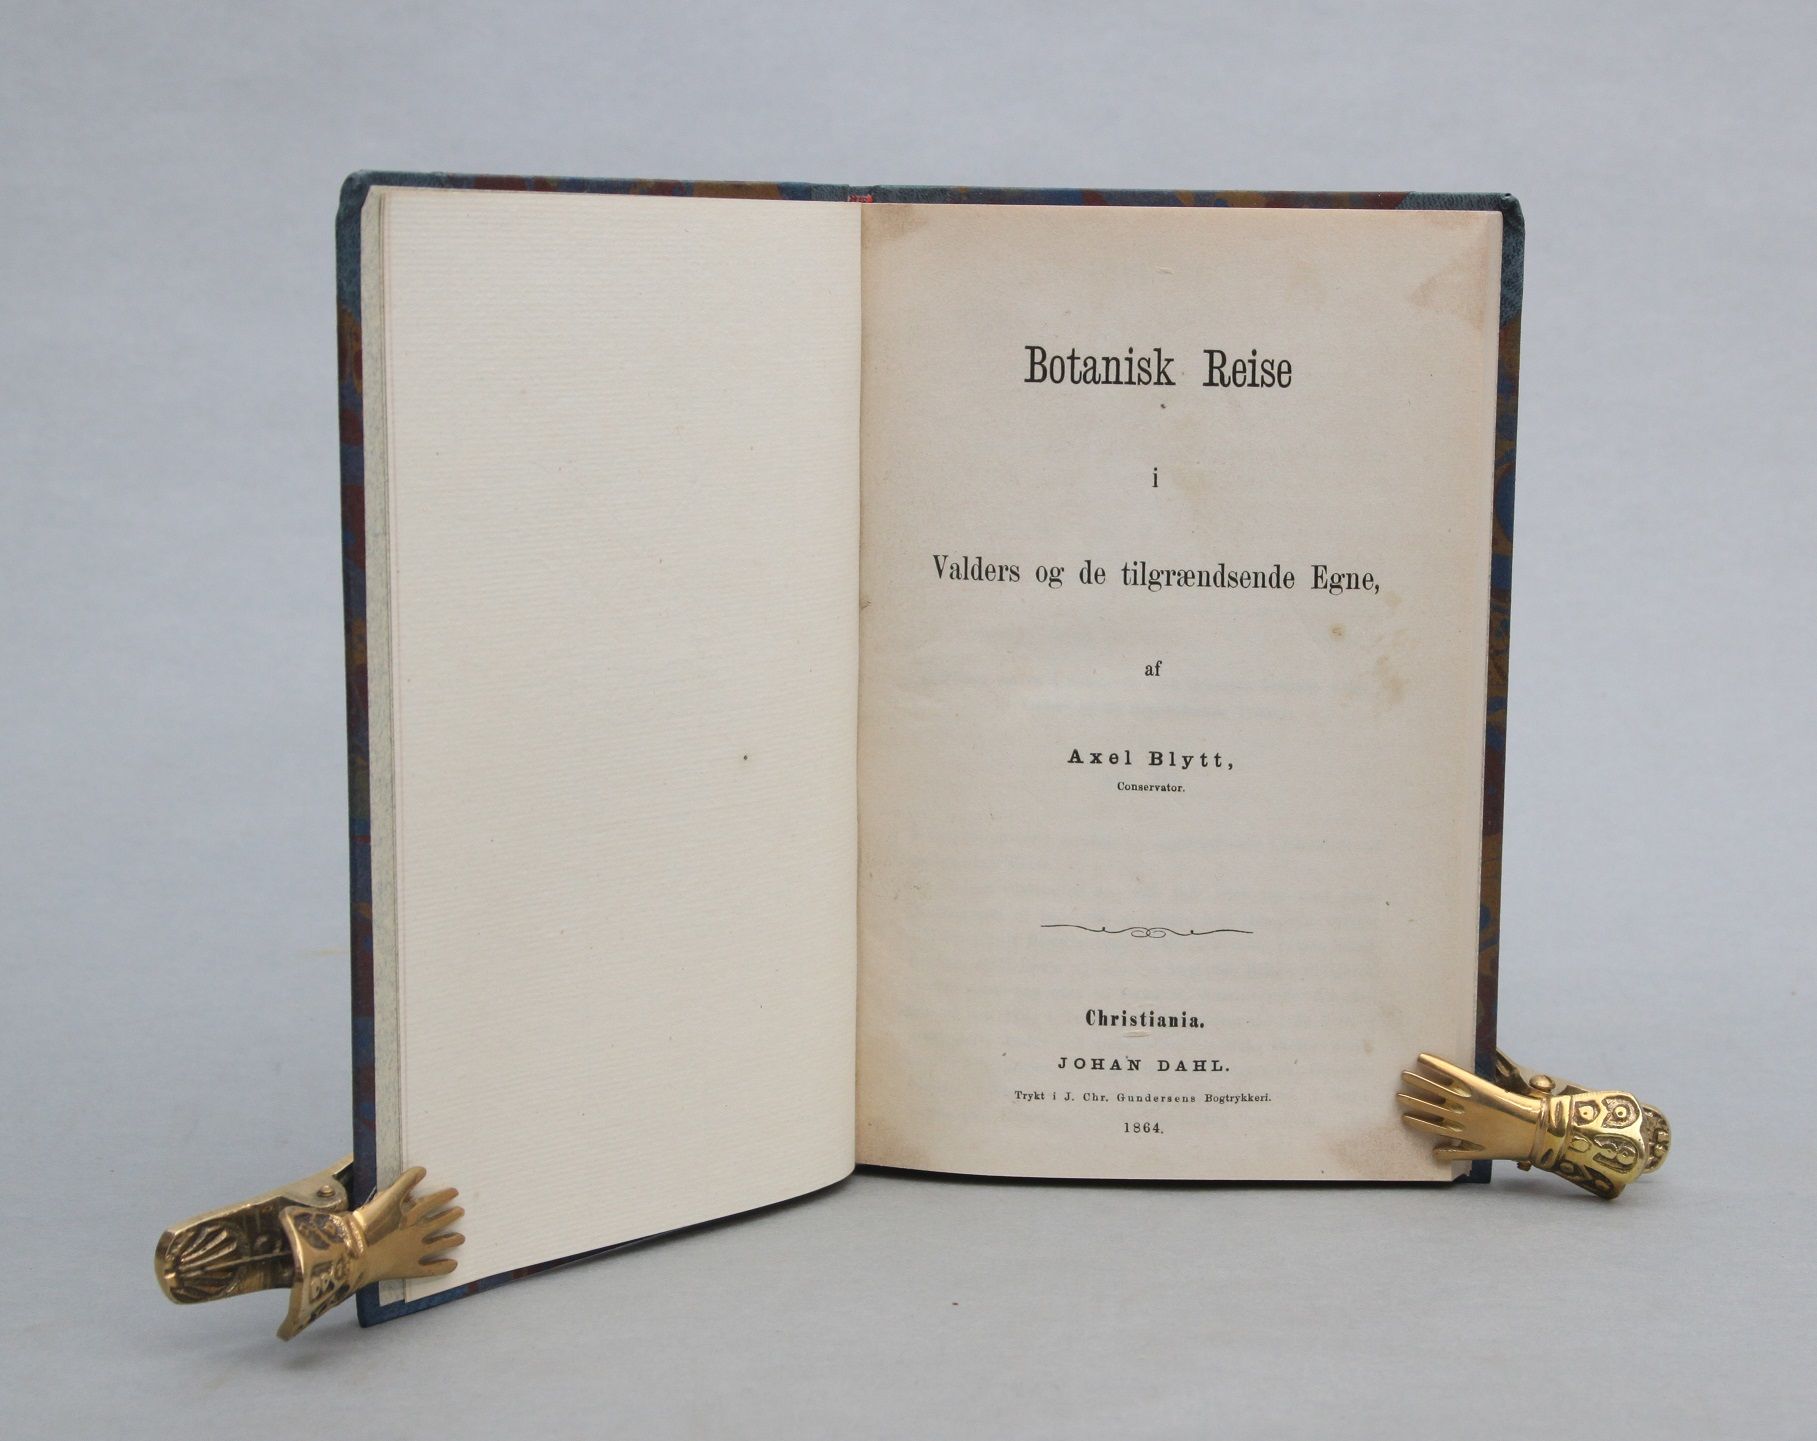 Botanisk Reise
i
Valders og de tilgrændsende Egne,
af
Axel Blytt,
Conservator.
Christiania.
JOHAN DAHL.
Trykt i J. Chr. Gundersens Bogtrykkeri.
1864.